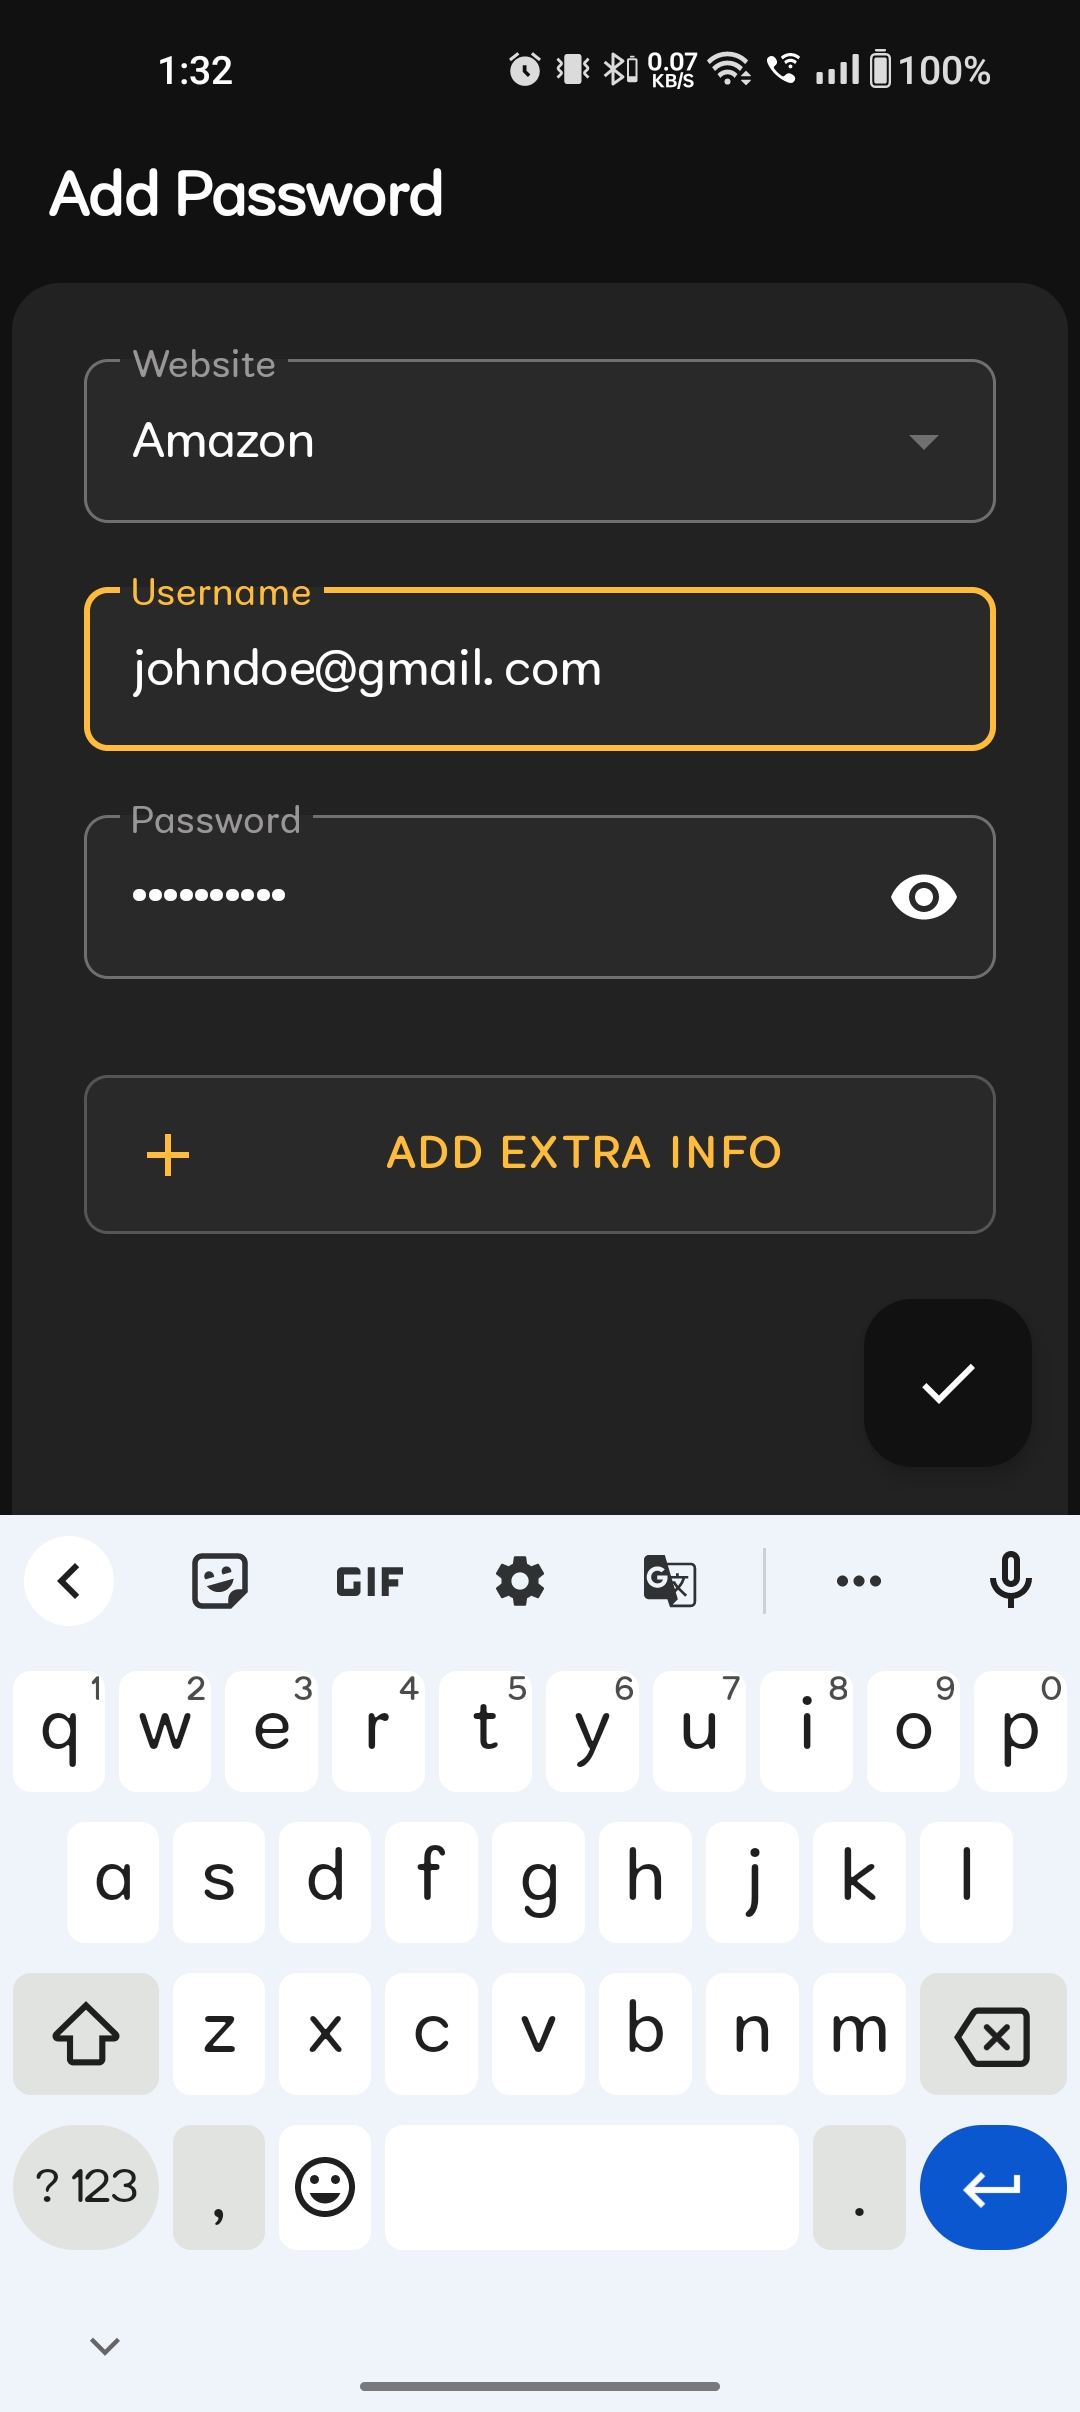 1:32 0.07 KB/S 100%
Add Password
Website
Amazon
Username
johndoe@gmail. com
Password
••••••••••
ADD EXTRA INFO
GIF G 文
q 1 w 2 e 3 r 4 t 5 y 6 u 7 i 8 o 9 p 0
a s d f g h j k l
z x c v b n m
?123 , .